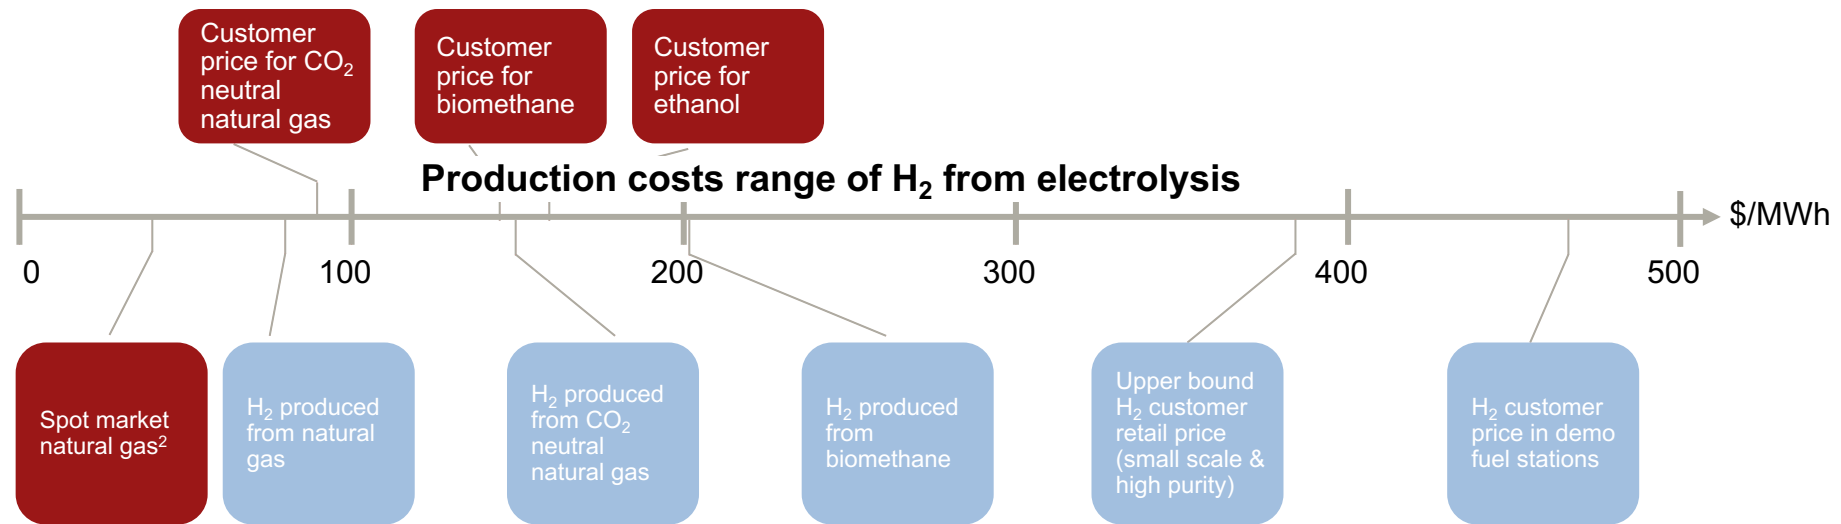 Customer
price for CO₂
neutral
natural gas
Customer
price for
biomethane
Customer
price for
ethanol
Production costs range of H₂ from electrolysis
$/MWh
0
100
200
300
400
500
Spot market
natural gas²
H₂ produced
from natural
gas
H₂ produced
from CO₂
neutral
natural gas
H₂ produced
from
biomethane
Upper bound
H₂ customer
retail price
(small scale &
high purity)
H₂ customer
price in demo
fuel stations